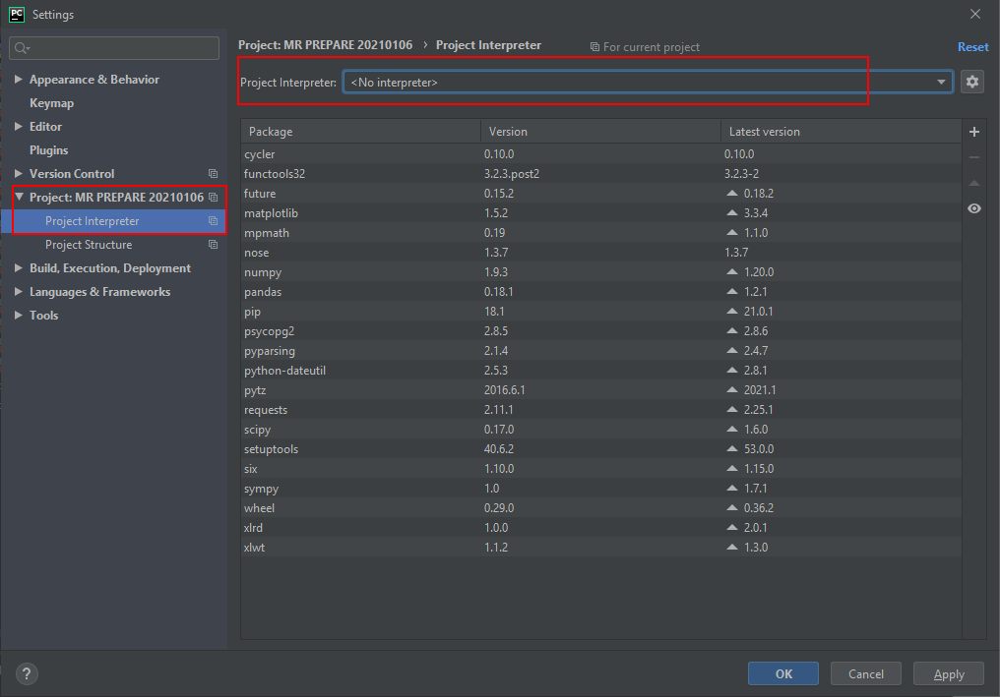 PC Settings
Project: MR PREPARE 20210106 › Project Interpreter For current project Reset
Appearance & Behavior
Keymap
Editor
Plugins
Version Control
Project: MR PREPARE 20210106
Project Interpreter
Project Structure
Build, Execution, Deployment
Languages & Frameworks
Tools
Project Interpreter: <No interpreter>
Package Version Latest version
cycler 0.10.0 0.10.0
functools32 3.2.3.post2 3.2.3-2
future 0.15.2 0.18.2
matplotlib 1.5.2 3.3.4
mpmath 0.19 1.1.0
nose 1.3.7 1.3.7
numpy 1.9.3 1.20.0
pandas 0.18.1 1.2.1
pip 18.1 21.0.1
psycopg2 2.8.5 2.8.6
pyparsing 2.1.4 2.4.7
python-dateutil 2.5.3 2.8.1
pytz 2016.6.1 2021.1
requests 2.11.1 2.25.1
scipy 0.17.0 1.6.0
setuptools 40.6.2 53.0.0
six 1.10.0 1.15.0
sympy 1.0 1.7.1
wheel 0.29.0 0.36.2
xlrd 1.0.0 2.0.1
xlwt 1.1.2 1.3.0
? OK Cancel Apply